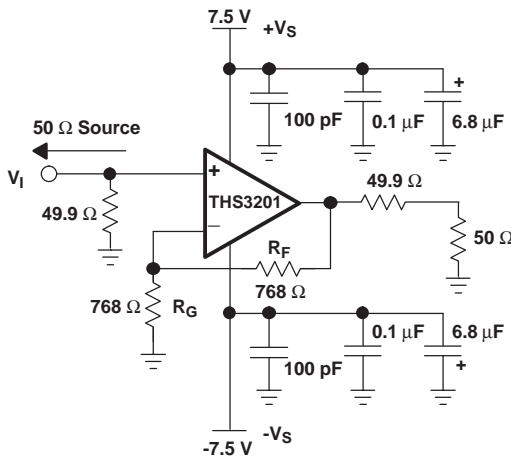 7.5 V
+VS
+
100 pF
0.1 µF
6.8 µF
50 Ω Source
VI
+
THS3201
49.9 Ω
49.9 Ω
−
50 Ω
RF
768 Ω
768 Ω
RG
0.1 µF
6.8 µF
100 pF
+
-7.5 V
-VS